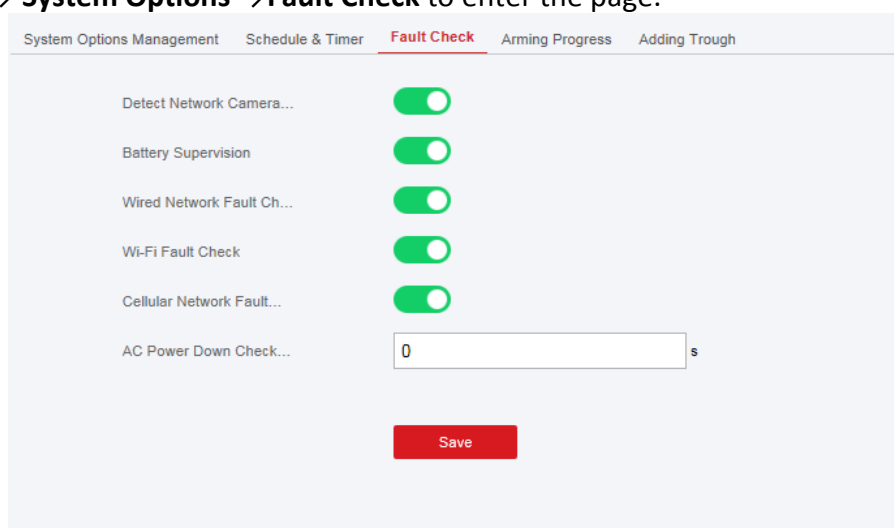 →System Options →Fault Check to enter the page.
System Options Management Schedule & Timer Fault Check Arming Progress Adding Trough
Detect Network Camera...
Battery Supervision
Wired Network Fault Ch...
Wi-Fi Fault Check
Cellular Network Fault...
AC Power Down Check... 0 s
Save